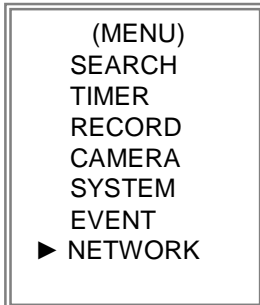 (MENU)
SEARCH
TIMER
RECORD
CAMERA
SYSTEM
EVENT
► NETWORK